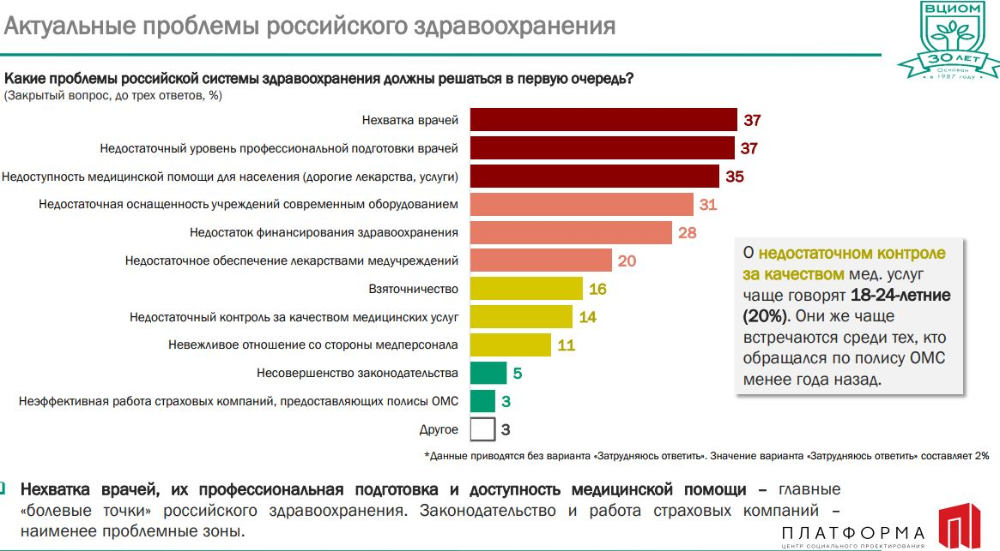 Актуальные проблемы российского здравоохранения
ВЦИОМ
30 ЛЕТ
Основан
в 1987 году
Какие проблемы российской системы здравоохранения должны решаться в первую очередь?
(Закрытый вопрос, до трех ответов, %)
Нехватка врачей 37
Недостаточный уровень профессиональной подготовки врачей 37
Недоступность медицинской помощи для населения (дорогие лекарства, услуги) 35
Недостаточная оснащенность учреждений современным оборудованием 31
Недостаток финансирования здравоохранения 28
Недостаточное обеспечение лекарствами медучреждений 20
Взяточничество 16
Недостаточный контроль за качеством медицинских услуг 14
Невежливое отношение со стороны медперсонала 11
Несовершенство законодательства 5
Неэффективная работа страховых компаний, предоставляющих полисы ОМС 3
Другое 3
О недостаточном контроле
за качеством мед. услуг
чаще говорят 18-24-летние
(20%). Они же чаще
встречаются среди тех, кто
обращался по полису ОМС
менее года назад.
*Данные приводятся без варианта «Затрудняюсь ответить». Значение варианта «Затрудняюсь ответить» составляет 2%
Нехватка врачей, их профессиональная подготовка и доступность медицинской помощи – главные
«болевые точки» российского здравоохранения. Законодательство и работа страховых компаний –
наименее проблемные зоны.
ПЛАТФОРМА
ЦЕНТР СОЦИАЛЬНОГО ПРОЕКТИРОВАНИЯ